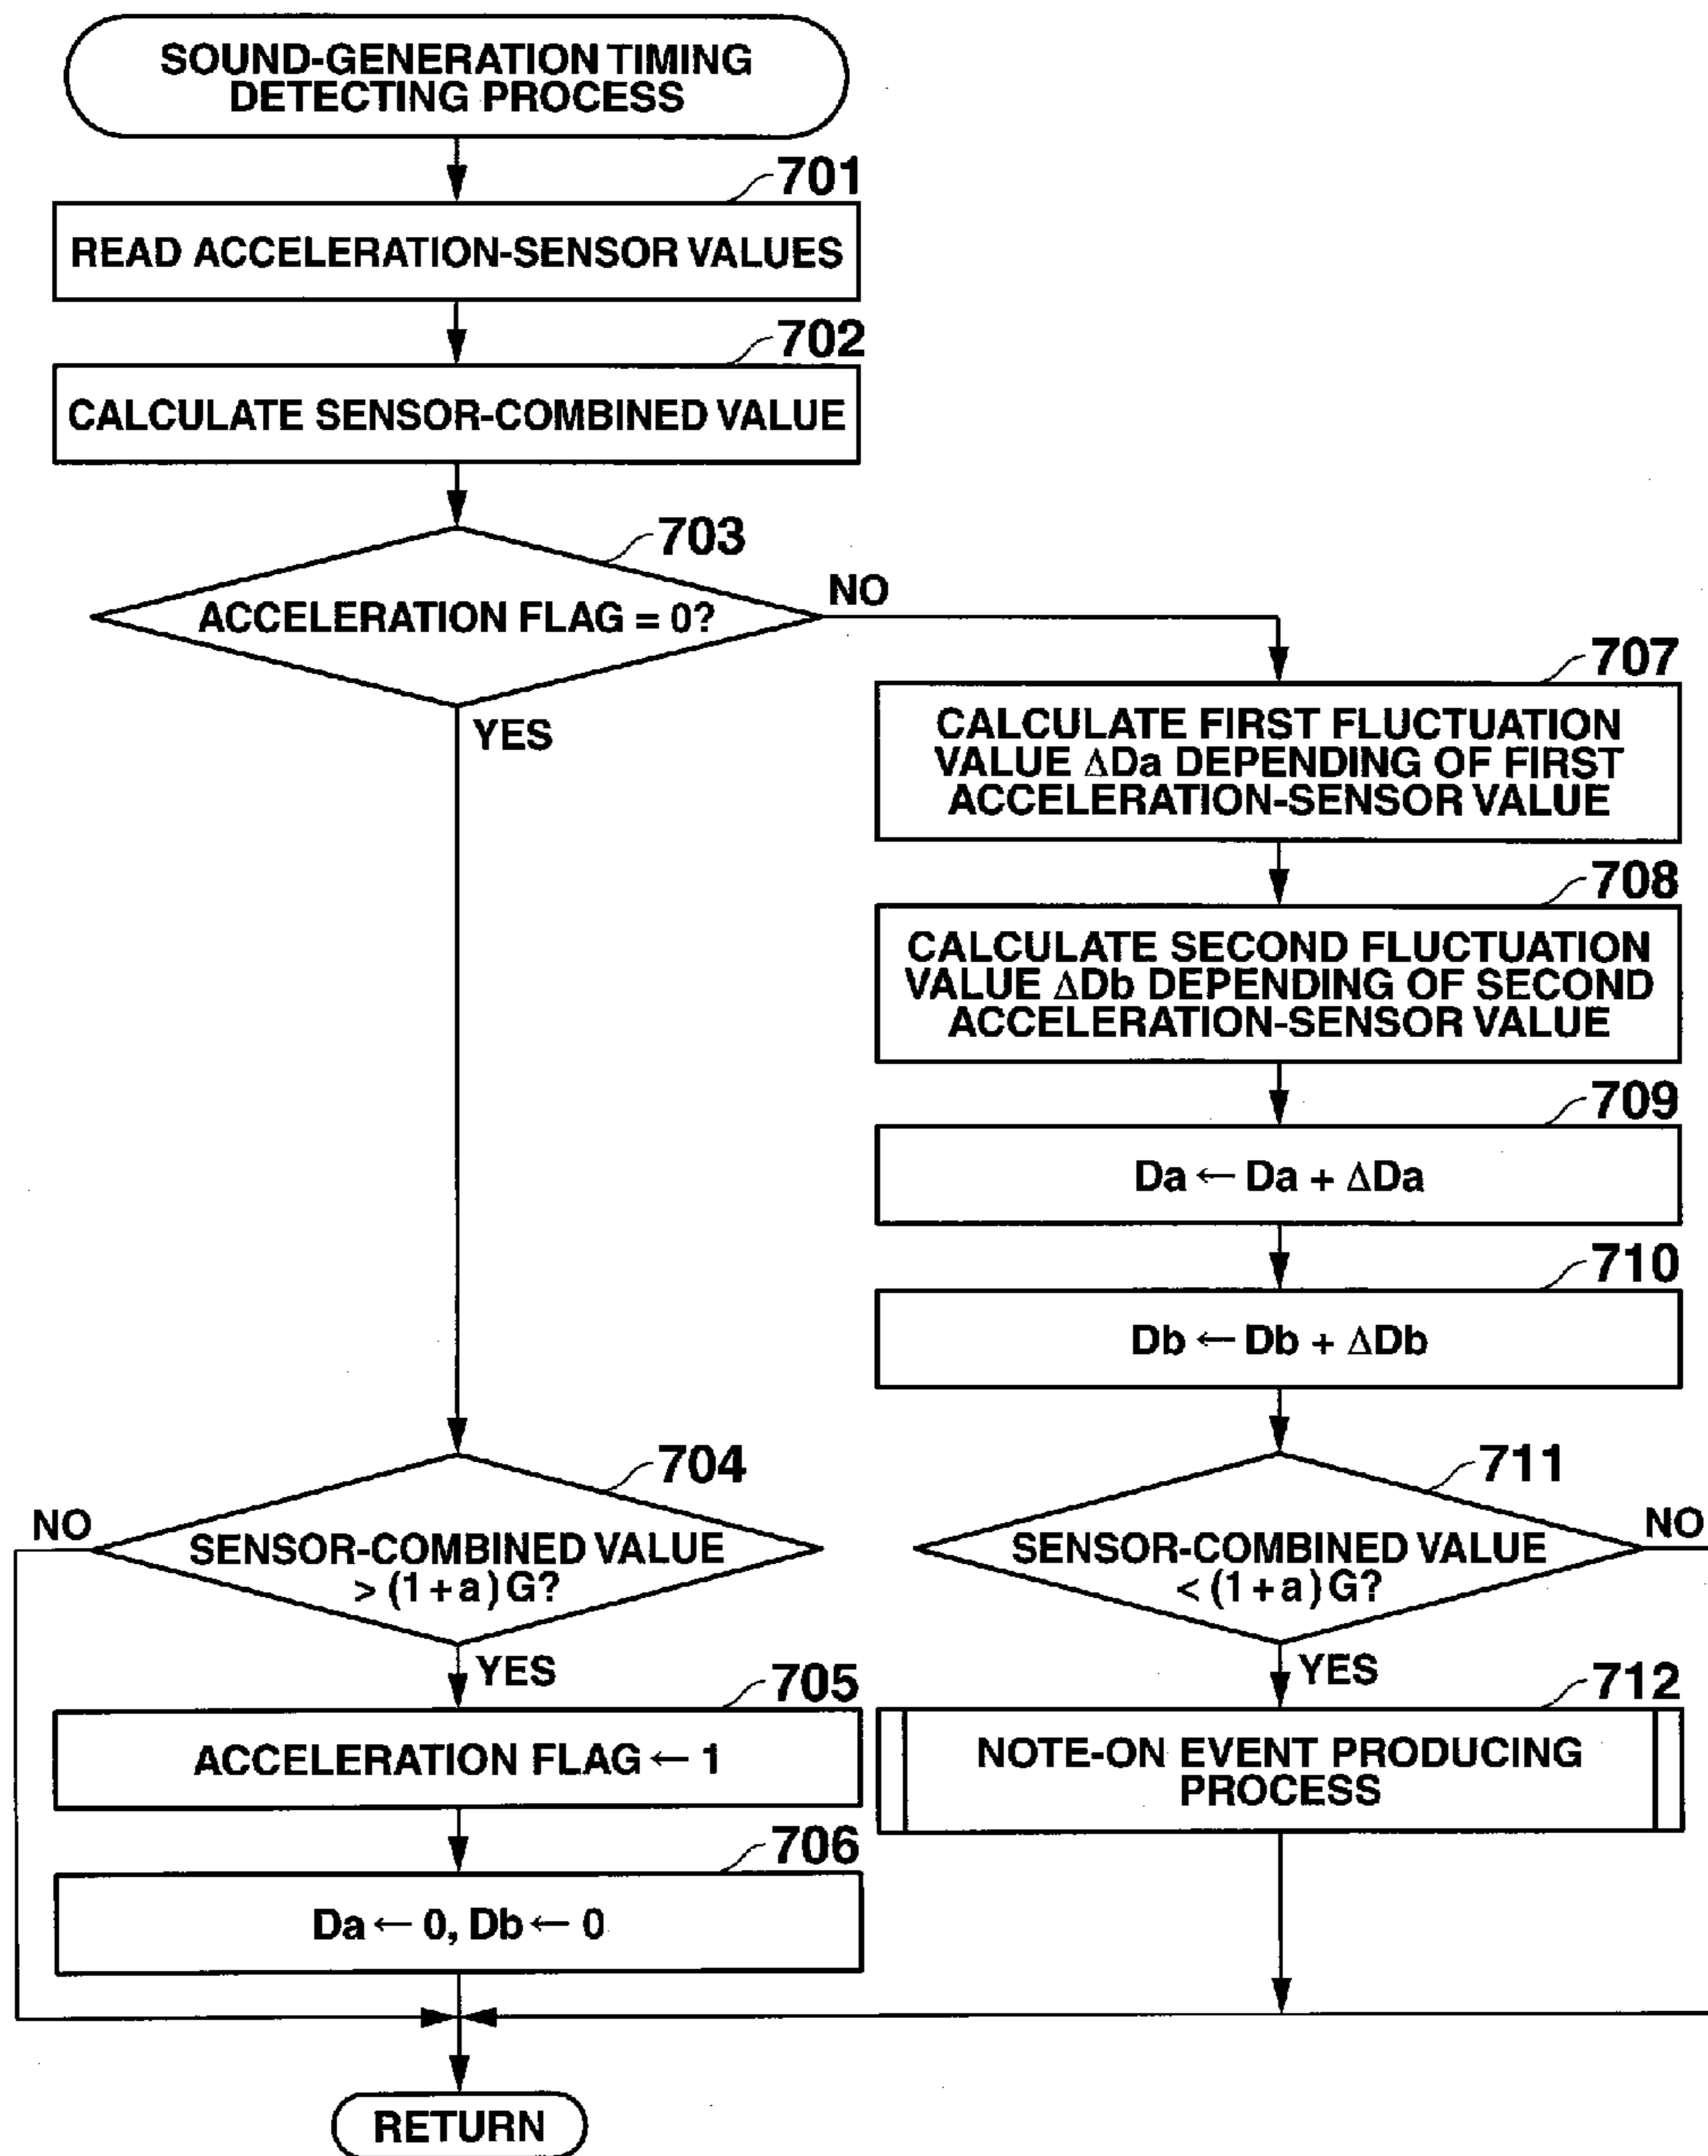 SOUND-GENERATION TIMING
DETECTING PROCESS
701
READ ACCELERATION-SENSOR VALUES
702
CALCULATE SENSOR-COMBINED VALUE
703
ACCELERATION FLAG = 0?
NO
YES
707
CALCULATE FIRST FLUCTUATION
VALUE ΔDa DEPENDING OF FIRST
ACCELERATION-SENSOR VALUE
708
CALCULATE SECOND FLUCTUATION
VALUE ΔDb DEPENDING OF SECOND
ACCELERATION-SENSOR VALUE
709
Da ← Da + ΔDa
710
Db ← Db + ΔDb
704
NO
SENSOR-COMBINED VALUE
> (1+a) G?
YES
705
ACCELERATION FLAG ← 1
706
Da ← 0, Db ← 0
711
NO
SENSOR-COMBINED VALUE
< (1+a) G?
YES
712
NOTE-ON EVENT PRODUCING
PROCESS
RETURN